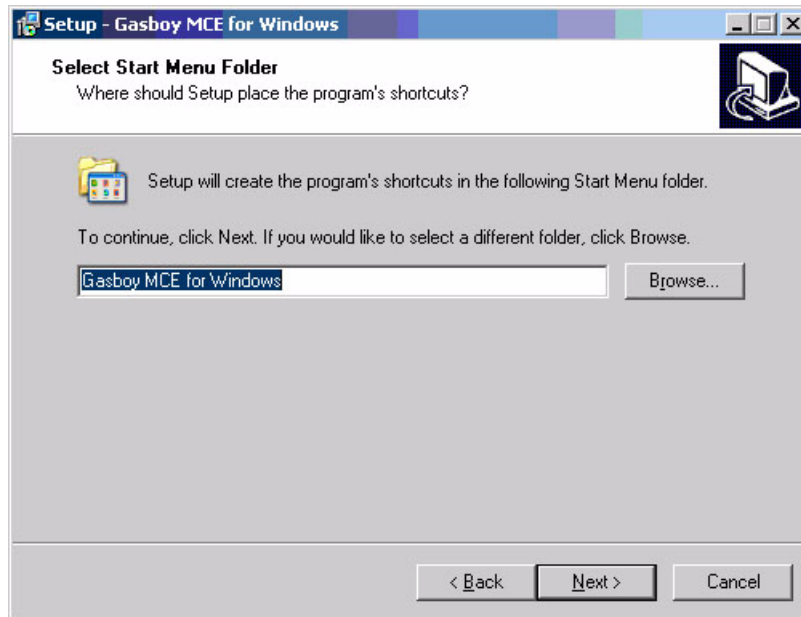 Setup - Gasboy MCE for Windows
Select Start Menu Folder
Where should Setup place the program's shortcuts?
Setup will create the program's shortcuts in the following Start Menu folder.
To continue, click Next. If you would like to select a different folder, click Browse.
Gasboy MCE for Windows
Browse...
< Back
Next >
Cancel